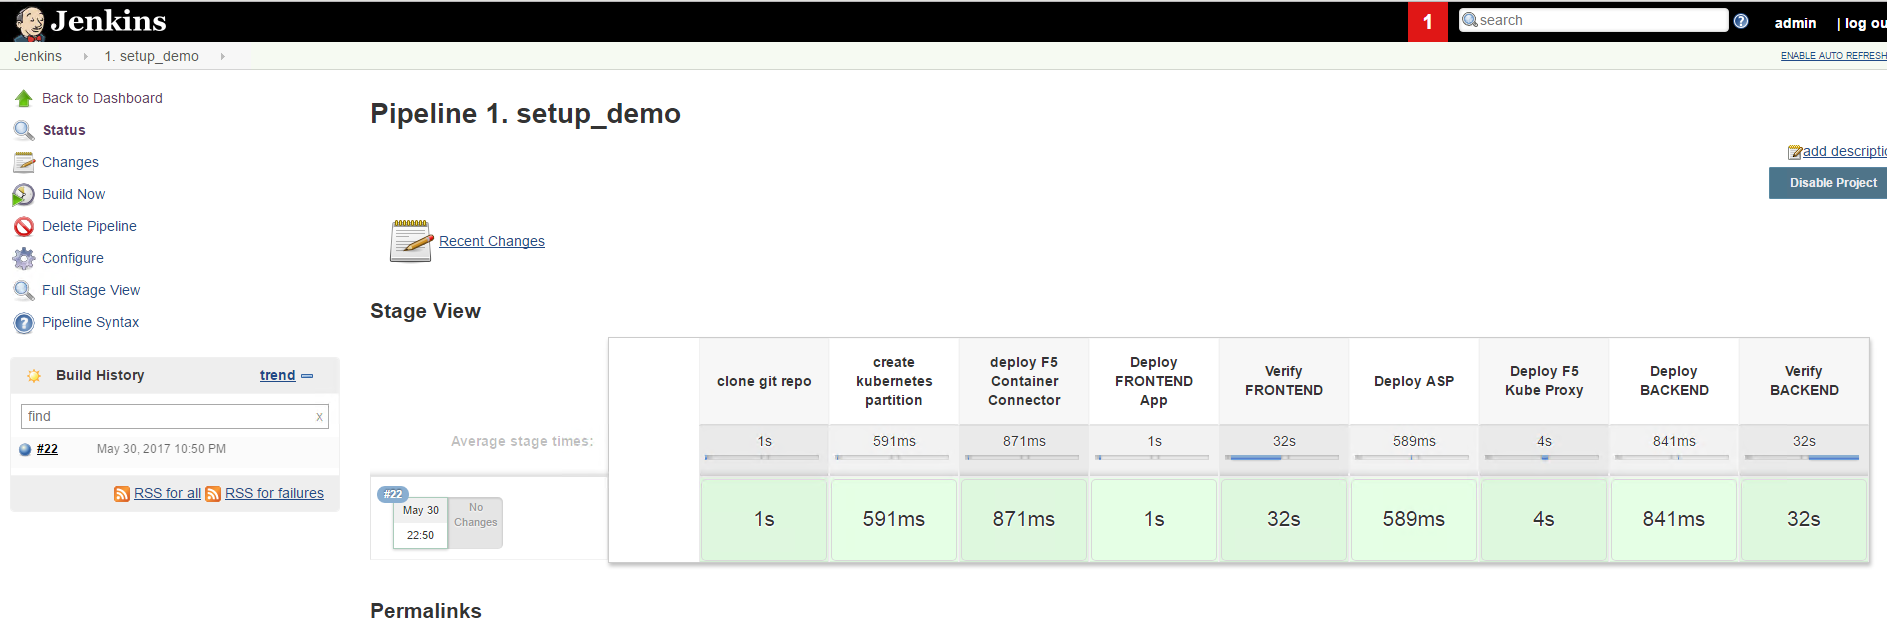 Jenkins
1
search
admin
| log ou
Jenkins
1. setup_demo
ENABLE AUTO REFRESH
Back to Dashboard
Status
Changes
Build Now
Delete Pipeline
Configure
Full Stage View
Pipeline Syntax
Build History
trend
find
x
#22
May 30, 2017 10:50 PM
RSS for all
RSS for failures
Pipeline 1. setup_demo
add descriptio
Disable Project
Recent Changes
Stage View
clone git repo
create
kubernetes
partition
deploy F5
Container
Connector
Deploy
FRONTEND
App
Verify
FRONTEND
Deploy ASP
Deploy F5
Kube Proxy
Deploy
BACKEND
Verify
BACKEND
Average stage times:
1s
591ms
871ms
1s
32s
589ms
4s
841ms
32s
#22
May 30
22:50
No
Changes
1s
591ms
871ms
1s
32s
589ms
4s
841ms
32s
Permalinks